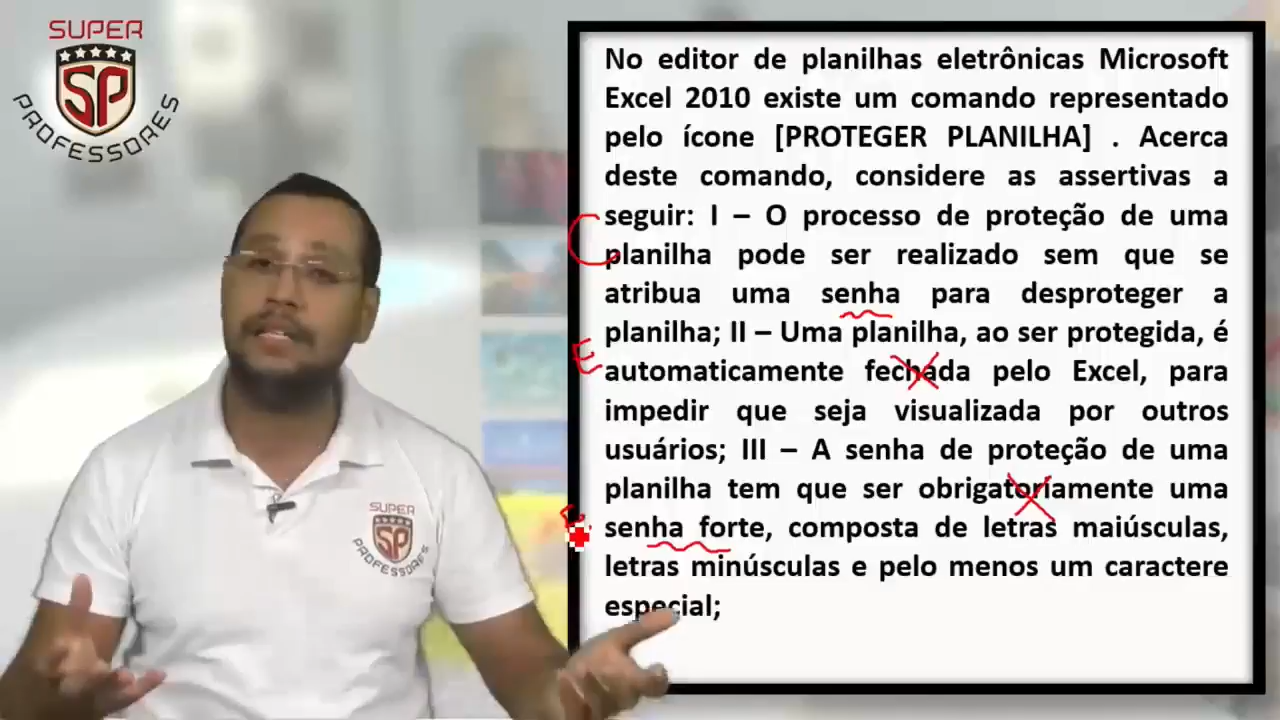 SUPER
SP
PROFESSORES
SUPER
SP
PROFESSORES
No editor de planilhas eletrônicas Microsoft
Excel 2010 existe um comando representado
pelo ícone [PROTEGER PLANILHA] . Acerca
deste comando, considere as assertivas a
seguir: I – O processo de proteção de uma
planilha pode ser realizado sem que se
atribua uma senha para desproteger a
planilha; II – Uma planilha, ao ser protegida, é
automaticamente fechada pelo Excel, para
impedir que seja visualizada por outros
usuários; III – A senha de proteção de uma
planilha tem que ser obrigatoriamente uma
senha forte, composta de letras maiúsculas,
letras minúsculas e pelo menos um caractere
especial;
C
E
E